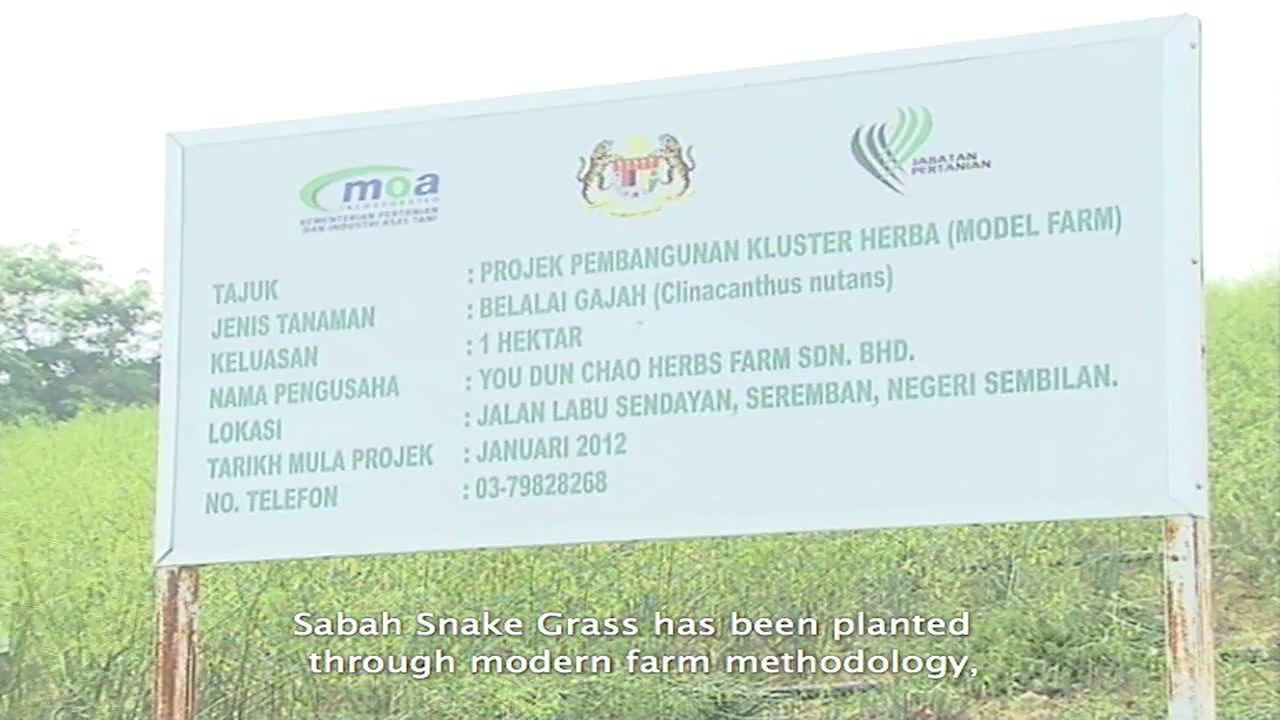 moa
INCORPORATED
KEMENTERIAN PERTANIAN
DAN INDUSTRI ASAS TANI
JABATAN
PERTANIAN
TAJUK : PROJEK PEMBANGUNAN KLUSTER HERBA (MODEL FARM)
JENIS TANAMAN : BELALAI GAJAH (Clinacanthus nutans)
KELUASAN : 1 HEKTAR
NAMA PENGUSAHA : YOU DUN CHAO HERBS FARM SDN. BHD.
LOKASI : JALAN LABU SENDAYAN, SEREMBAN, NEGERI SEMBILAN.
TARIKH MULA PROJEK : JANUARI 2012
NO. TELEFON : 03-79828268
Sabah Snake Grass has been planted
through modern farm methodology,